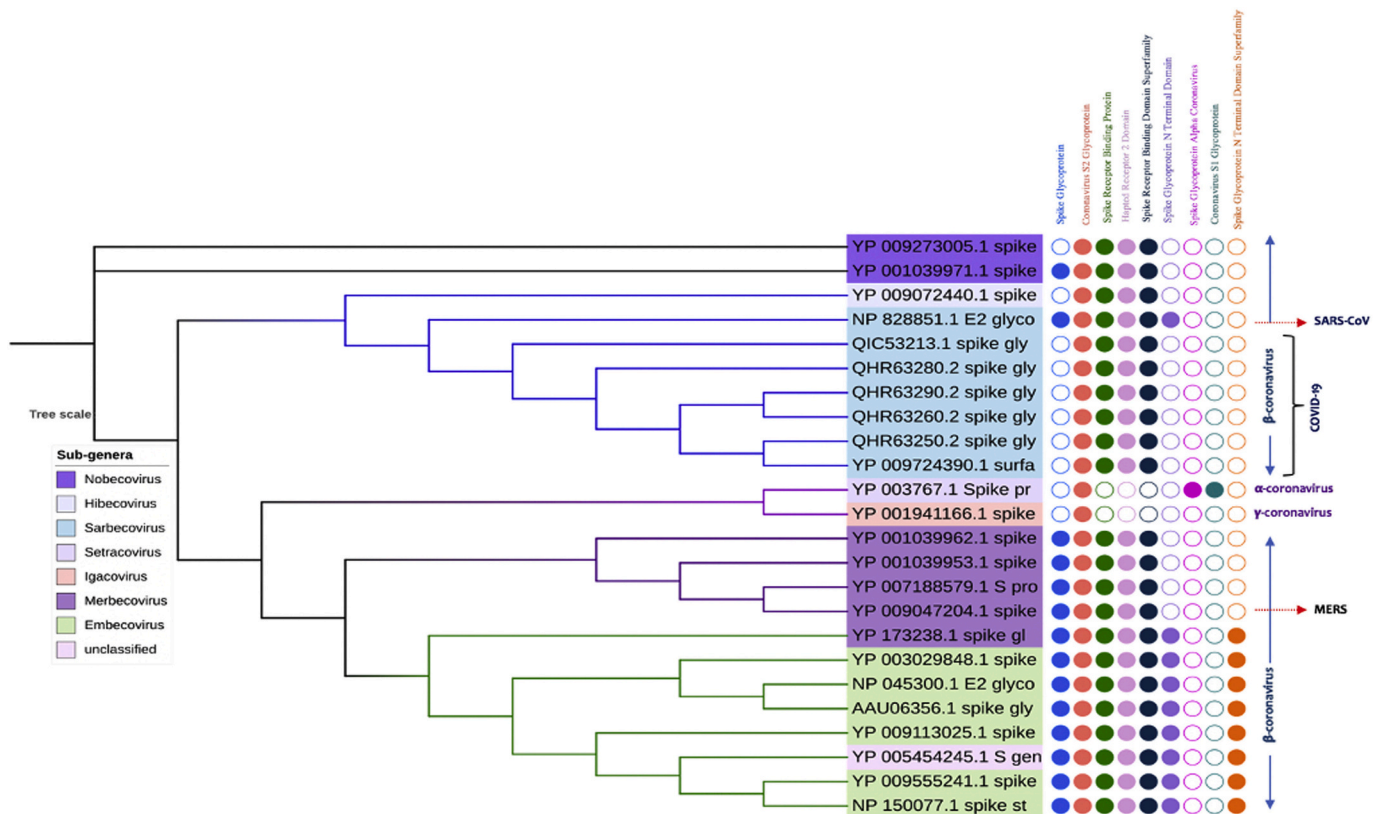 Spike Glycoprotein
Coronavirus S2 Glycoprotein
Spike Receptor Binding Protein
Hapted Receptor 2 Domain
Spike Receptor Binding Domain Superfamily
Spike Glycoprotein N Terminal Domain
Spike Glycoprotein Alpha Coronavirus
Coronavirus S1 Glycoprotein
Spike Glycoprotein N Terminal Domain Superfamily
YP 009273005.1 spike
YP 001039971.1 spike
YP 009072440.1 spike
NP 828851.1 E2 glyco
QIC53213.1 spike gly
QHR63280.2 spike gly
QHR63290.2 spike gly
QHR63260.2 spike gly
QHR63250.2 spike gly
YP 009724390.1 surfa
YP 003767.1 Spike pr
YP 001941166.1 spike
YP 001039962.1 spike
YP 001039953.1 spike
YP 007188579.1 S pro
YP 009047204.1 spike
YP 173238.1 spike gl
YP 003029848.1 spike
NP 045300.1 E2 glyco
AAU06356.1 spike gly
YP 009113025.1 spike
YP 005454245.1 S gen
YP 009555241.1 spike
NP 150077.1 spike st
SARS-CoV
β-coronavirus
COVID-19
α-coronavirus
γ-coronavirus
MERS
β-coronavirus
Tree scale
Sub-genera
Nobecovirus
Hibecovirus
Sarbecovirus
Setracovirus
Igacovirus
Merbecovirus
Embecovirus
unclassified